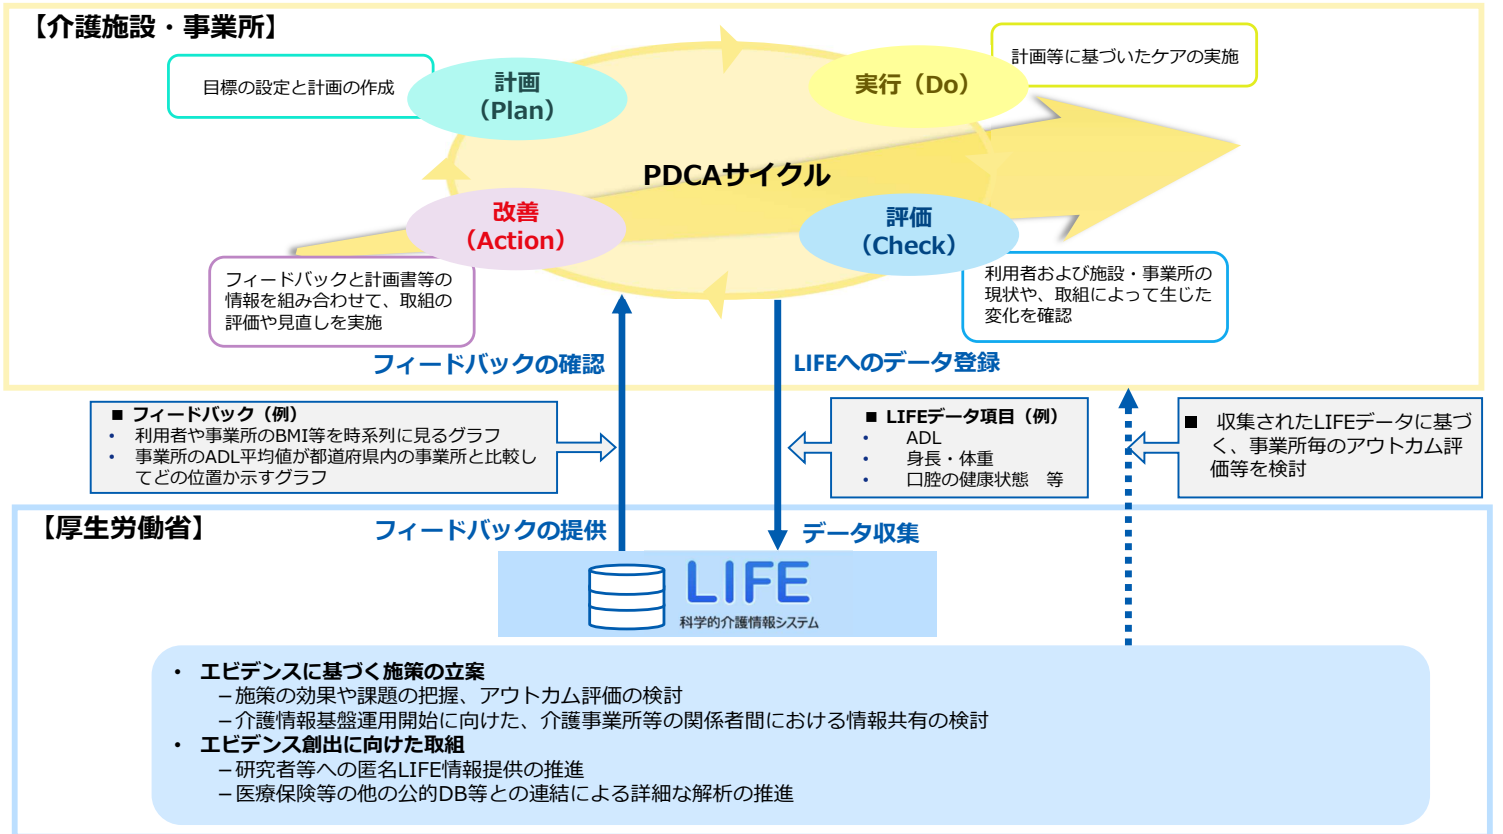 【介護施設・事業所】
目標の設定と計画の作成
計画
（Plan）
実行（Do）
計画等に基づいたケアの実施
PDCAサイクル
改善
（Action）
評価
（Check）
フィードバックと計画書等の
情報を組み合わせて、取組の
評価や見直しを実施
利用者および施設・事業所の
現状や、取組によって生じた
変化を確認
フィードバックの確認
LIFEへのデータ登録
■ フィードバック（例）
• 利用者や事業所のBMI等を時系列に見るグラフ
• 事業所のADL平均値が都道府県内の事業所と比較し
てどの位置か示すグラフ
■ LIFEデータ項目（例）
• ADL
• 身長・体重
• 口腔の健康状態　等
■ 収集されたLIFEデータに基づ
く、事業所毎のアウトカム評
価等を検討
【厚生労働省】
フィードバックの提供
データ収集
LIFE
科学的介護情報システム
• エビデンスに基づく施策の立案
－施策の効果や課題の把握、アウトカム評価の検討
－介護情報基盤運用開始に向けた、介護事業所等の関係者間における情報共有の検討
• エビデンス創出に向けた取組
－研究者等への匿名LIFE情報提供の推進
－医療保険等の他の公的DB等との連結による詳細な解析の推進